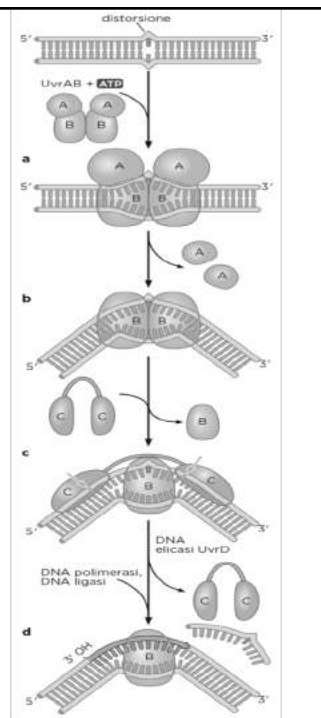 distorsione
5′ 3′
UvrAB + ATP
A A
B B
a
A A
5′ B B 3′
A
A
b
B B
5′ 3′
C C
B
c
C B C
5′ 3′
DNA
elicasi UvrD
DNA polimerasi,
DNA ligasi
C C
d
3′ OH
B
5′ 3′